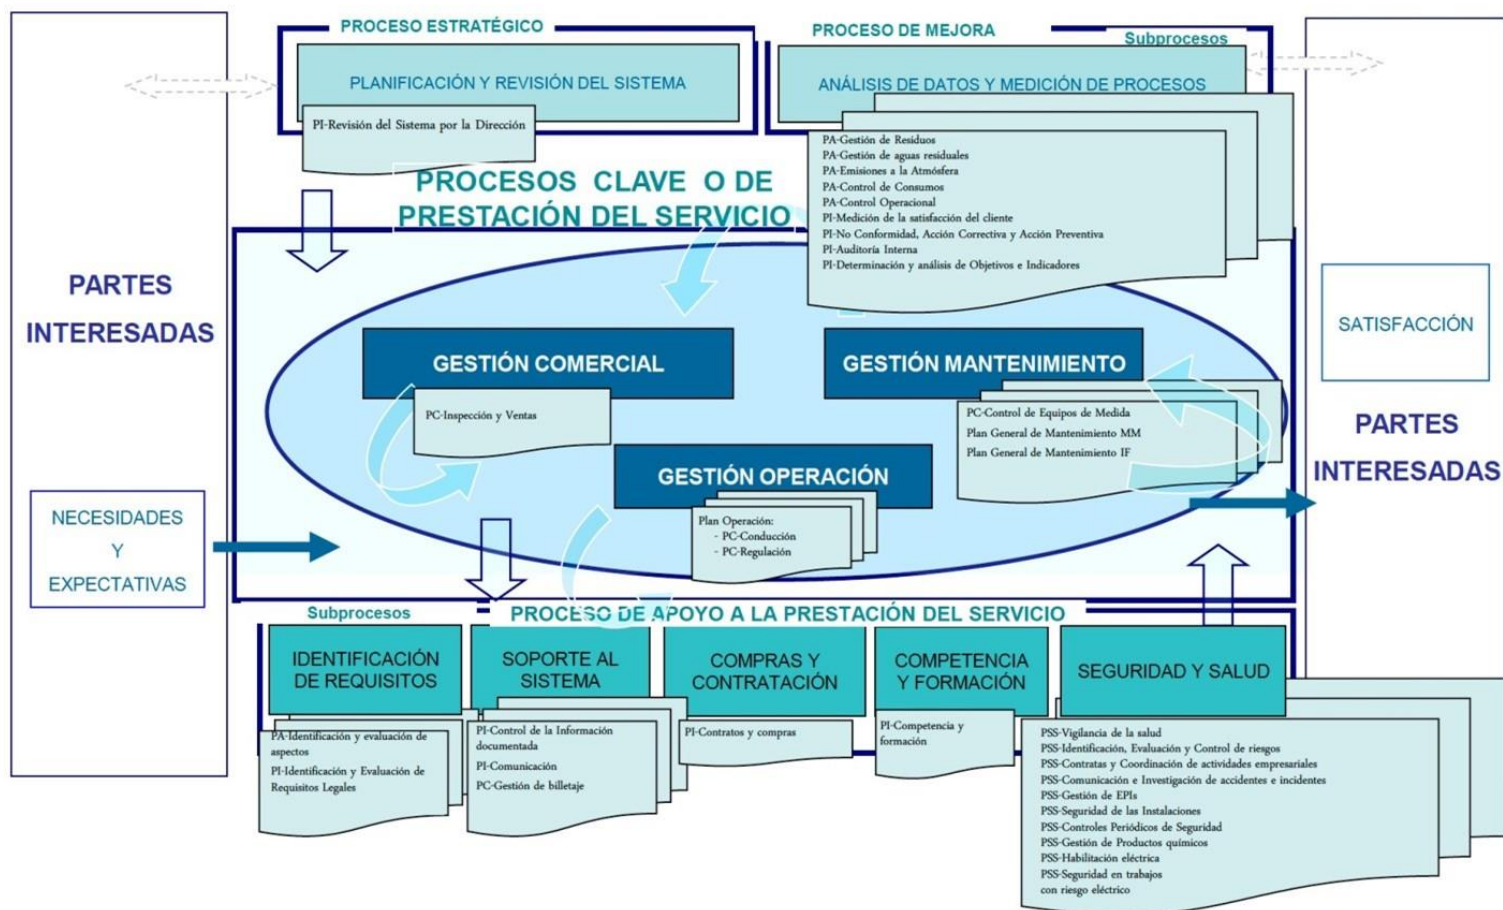 PROCESO ESTRATÉGICO
PLANIFICACIÓN Y REVISIÓN DEL SISTEMA
PI-Revisión del Sistema por la Dirección
PROCESO DE MEJORA
Subprocesos
ANÁLISIS DE DATOS Y MEDICIÓN DE PROCESOS
PA-Gestión de Residuos
PA-Gestión de aguas residuales
PA-Emisiones a la Atmósfera
PA-Control de Consumos
PA-Control Operacional
PI-Medición de la satisfacción del cliente
PI-No Conformidad, Acción Correctiva y Acción Preventiva
PI-Auditoría Interna
PI-Determinación y análisis de Objetivos e Indicadores
PROCESOS CLAVE O DE
PRESTACIÓN DEL SERVICIO
PARTES
INTERESADAS
NECESIDADES
Y
EXPECTATIVAS
GESTIÓN COMERCIAL
PC-Inspección y Ventas
GESTIÓN MANTENIMIENTO
PC-Control de Equipos de Medida
Plan General de Mantenimiento MM
Plan General de Mantenimiento IF
GESTIÓN OPERACIÓN
Plan Operación:
- PC-Conducción
- PC-Regulación
SATISFACCIÓN
PARTES
INTERESADAS
Subprocesos
PROCESO DE APOYO A LA PRESTACIÓN DEL SERVICIO
IDENTIFICACIÓN
DE REQUISITOS
PA-Identificación y evaluación de
aspectos
PI-Identificación y Evaluación de
Requisitos Legales
SOPORTE AL
SISTEMA
PI-Control de la Información
documentada
PI-Comunicación
PC-Gestión de billetaje
COMPRAS Y
CONTRATACIÓN
PI-Contratos y compras
COMPETENCIA
Y FORMACIÓN
PI-Competencia y
formación
SEGURIDAD Y SALUD
PSS-Vigilancia de la salud
PSS-Identificación, Evaluación y Control de riesgos
PSS-Contratas y Coordinación de actividades empresariales
PSS-Comunicación e Investigación de accidentes e incidentes
PSS-Gestión de EPIs
PSS-Seguridad de las Instalaciones
PSS-Controles Periódicos de Seguridad
PSS-Gestión de Productos químicos
PSS-Habilitación eléctrica
PSS-Seguridad en trabajos
con riesgo eléctrico